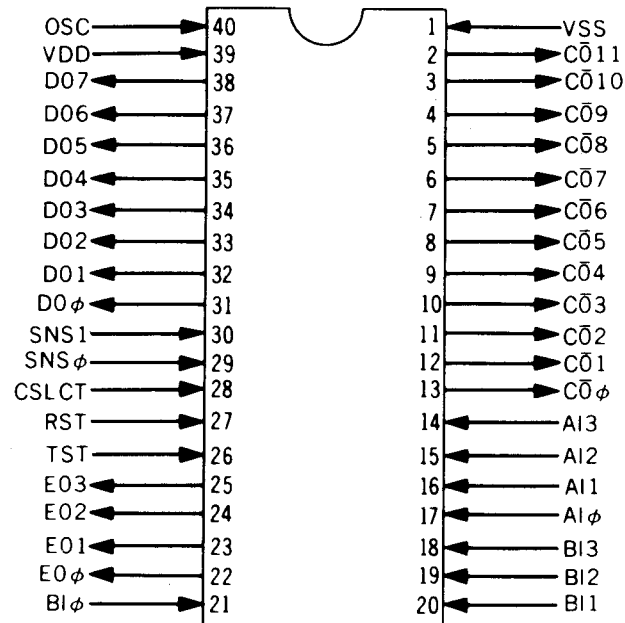 OSC 40 1 VSS
VDD 39 2 CŌ11
DO7 38 3 CŌ10
DO6 37 4 CŌ9
DO5 36 5 CŌ8
DO4 35 6 CŌ7
DO3 34 7 CŌ6
DO2 33 8 CŌ5
DO1 32 9 CŌ4
DOϕ 31 10 CŌ3
SNS1 30 11 CŌ2
SNSϕ 29 12 CŌ1
CSLCT 28 13 CŌϕ
RST 27 14 AI3
TST 26 15 AI2
EO3 25 16 AI1
EO2 24 17 AIϕ
EO1 23 18 BI3
EOϕ 22 19 BI2
BIϕ 21 20 BI1